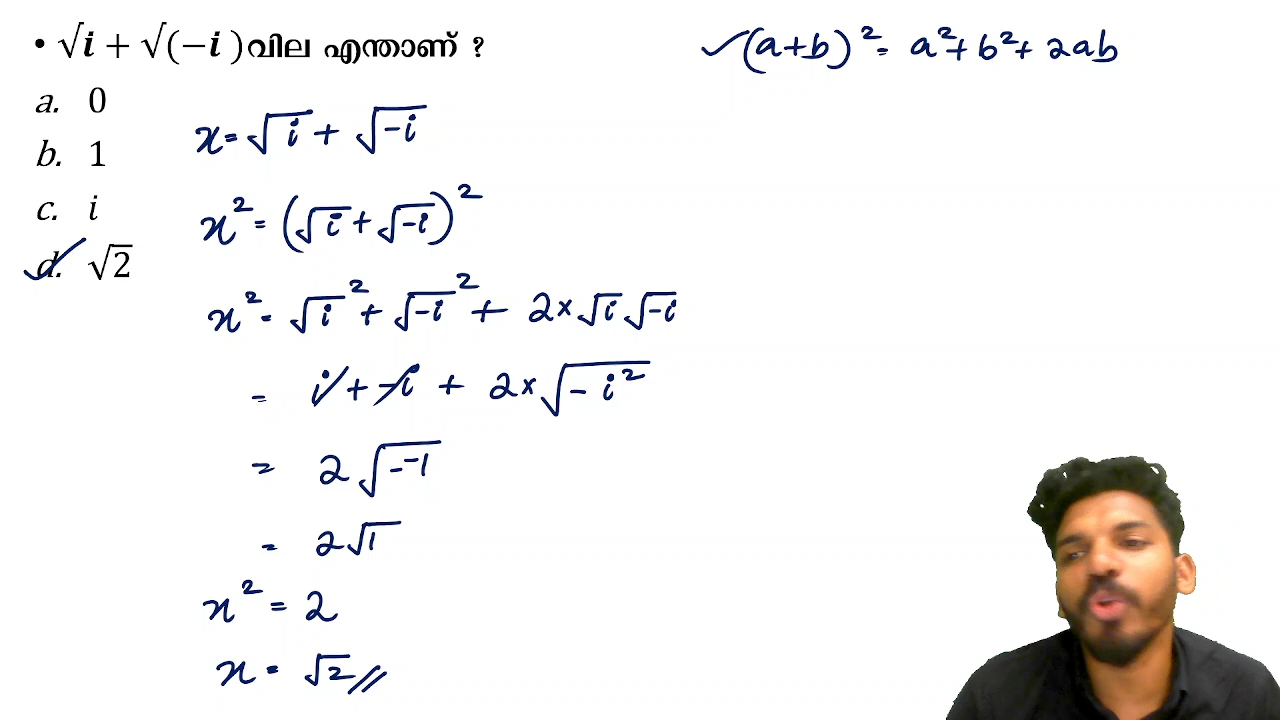 • √i + √(−i) വില എന്താണ് ?
(a+b)² = a²+b²+2ab
a. 0
b. 1
c. i
d. √2
x = √i + √-i
x² = (√i + √-i)²
x² = √i² + √-i² + 2×√i √-i
= i + -i + 2×√-i²
= 2√--1
= 2√1
x² = 2
x = √2 //